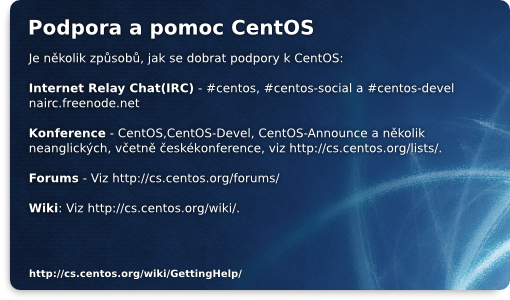 Podpora a pomoc CentOS
Je několik způsobů, jak se dobrat podpory k CentOS:
Internet Relay Chat(IRC) - #centos, #centos-social a #centos-devel
nairc.freenode.net
Konference - CentOS,CentOS-Devel, CentOS-Announce a několik
neanglických, včetně českékonference, viz http://cs.centos.org/lists/.
Forums - Viz http://cs.centos.org/forums/
Wiki: Viz http://cs.centos.org/wiki/.
http://cs.centos.org/wiki/GettingHelp/